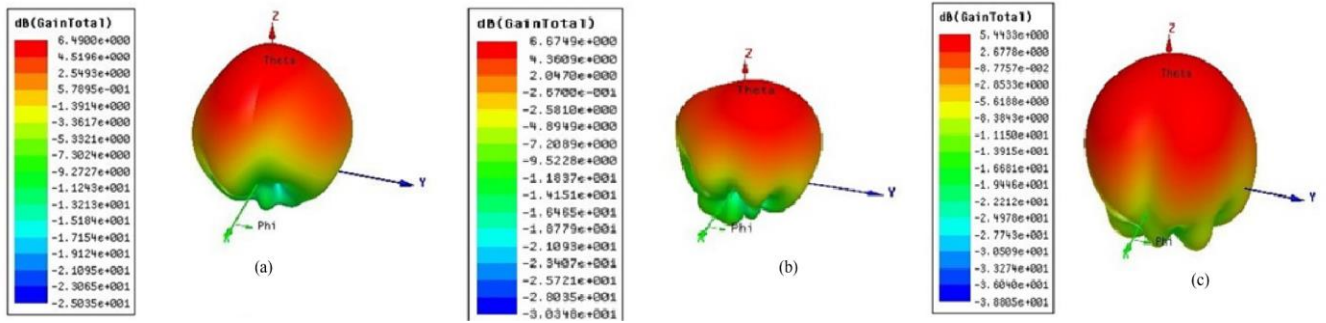 dB(GainTotal)
6.4900e+000
4.5196e+000
2.5493e+000
5.7895e-001
-1.3914e+000
-3.3617e+000
-5.3321e+000
-7.3024e+000
-9.2727e+000
-1.1243e+001
-1.3213e+001
-1.5184e+001
-1.7154e+001
-1.9124e+001
-2.1095e+001
-2.3065e+001
-2.5035e+001
Z
Theta
Y
Phi
X
(a)
dB(GainTotal)
6.6749e+000
4.3609e+000
2.0470e+000
-2.6700e-001
-2.5810e+000
-4.8949e+000
-7.2089e+000
-9.5228e+000
-1.1837e+001
-1.4151e+001
-1.6465e+001
-1.8779e+001
-2.1093e+001
-2.3407e+001
-2.5721e+001
-2.8035e+001
-3.0348e+001
Z
Theta
Y
Phi
X
(b)
dB(GainTotal)
5.4433e+000
2.6778e+000
-8.7757e-002
-2.8533e+000
-5.6188e+000
-8.3843e+000
-1.1150e+001
-1.3915e+001
-1.6681e+001
-1.9446e+001
-2.2212e+001
-2.4978e+001
-2.7743e+001
-3.0509e+001
-3.3274e+001
-3.6040e+001
-3.8805e+001
Z
Theta
Y
Phi
X
(c)